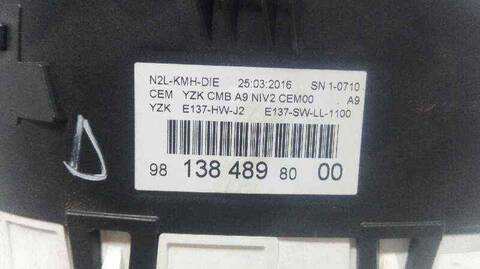 N2L-KMH-DIE 25:03:2016 SN 1-0710
CEM YZK CMB A9 NIV2 CEM00 A9
YZK E137-HW-J2 E137-SW-LL-1100
98 138 489 80 00